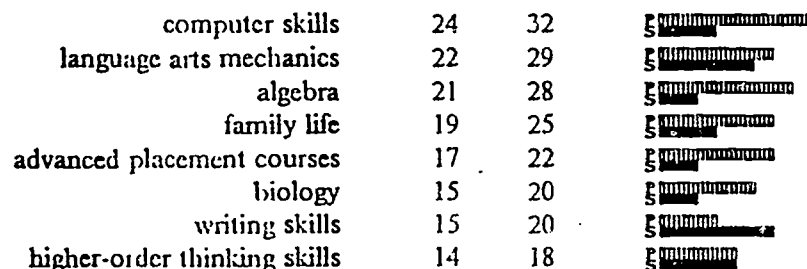 computer skills 24 32 P S
language arts mechanics 22 29 P S
algebra 21 28 P S
family life 19 25 P S
advanced placement courses 17 22 P S
biology 15 20 P S
writing skills 15 20 P S
higher-order thinking skills 14 18 P S